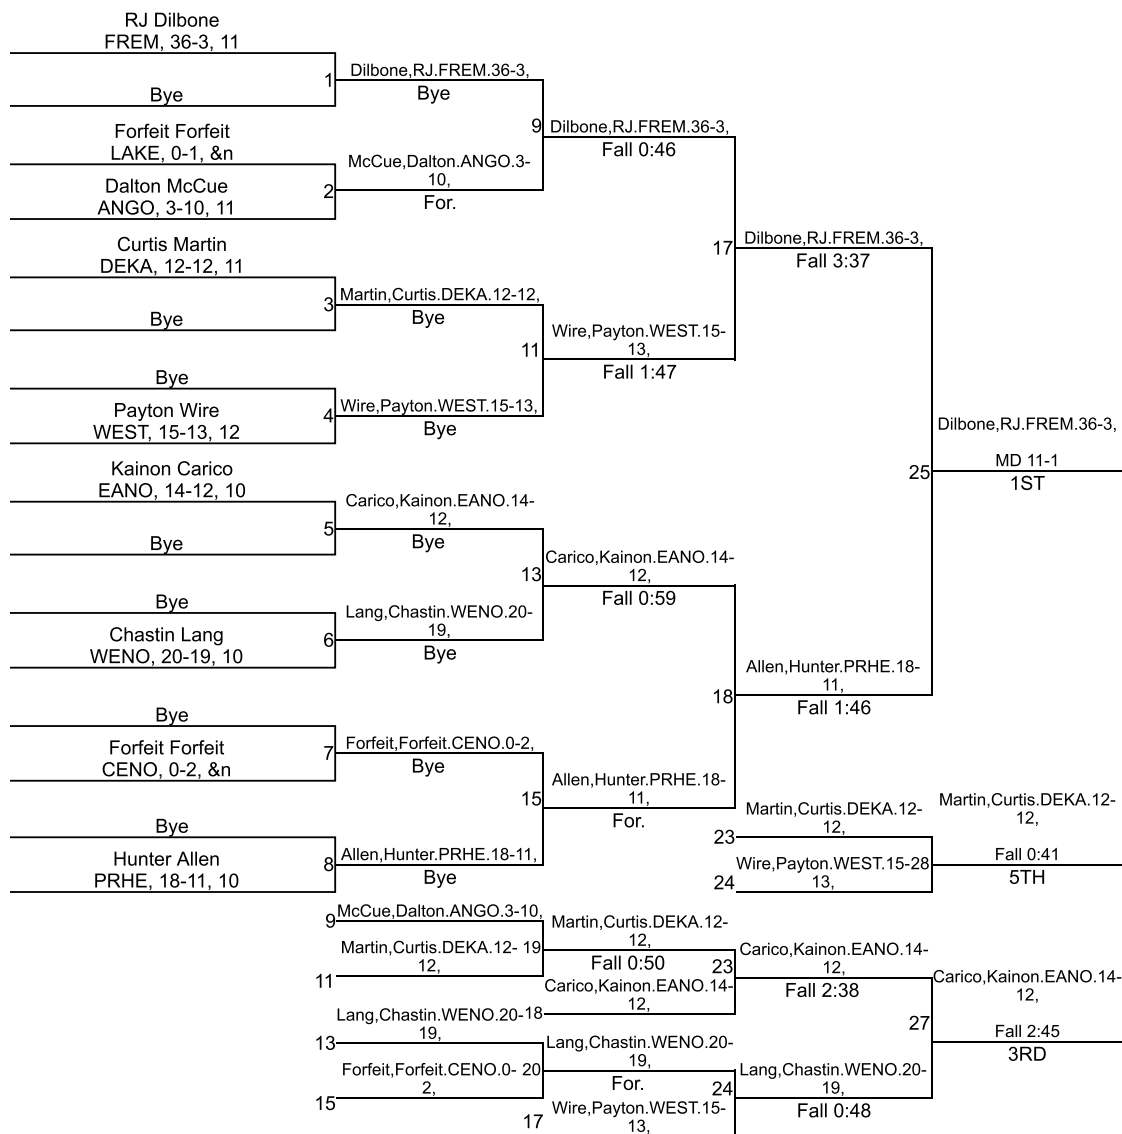 RJ Dilbone
FREM, 36-3, 11
1
Dilbone,RJ.FREM.36-3,
Bye
Bye
9
Dilbone,RJ.FREM.36-3,
Fall 0:46
Forfeit Forfeit
LAKE, 0-1, &n
McCue,Dalton.ANGO.3-
10,
For.
2
Dalton McCue
ANGO, 3-10, 11
Curtis Martin
DEKA, 12-12, 11
17
Dilbone,RJ.FREM.36-3,
Fall 3:37
3
Martin,Curtis.DEKA.12-12,
Bye
Bye
11
Wire,Payton.WEST.15-
13,
Fall 1:47
Bye
4
Wire,Payton.WEST.15-13,
Bye
Payton Wire
WEST, 15-13, 12
Dilbone,RJ.FREM.36-3,
25
MD 11-1
1ST
Kainon Carico
EANO, 14-12, 10
5
Carico,Kainon.EANO.14-
12,
Bye
Bye
13
Carico,Kainon.EANO.14-
12,
Fall 0:59
Bye
6
Lang,Chastin.WENO.20-
19,
Bye
Chastin Lang
WENO, 20-19, 10
18
Allen,Hunter.PRHE.18-
11,
Fall 1:46
Bye
7
Forfeit,Forfeit.CENO.0-2,
Bye
Forfeit Forfeit
CENO, 0-2, &n
15
Allen,Hunter.PRHE.18-
11,
For.
Bye
8
Allen,Hunter.PRHE.18-11,
Bye
Hunter Allen
PRHE, 18-11, 10
23
Martin,Curtis.DEKA.12-
12,
Martin,Curtis.DEKA.12-
12,
24
Wire,Payton.WEST.15-28
13,
Fall 0:41
5TH
9
McCue,Dalton.ANGO.3-10,
11
Martin,Curtis.DEKA.12- 19
12,
Martin,Curtis.DEKA.12-
12,
Fall 0:50
23
Carico,Kainon.EANO.14-
12,
Fall 2:38
18
Carico,Kainon.EANO.14-
12,
Carico,Kainon.EANO.14-
12,
27
Fall 2:45
3RD
13
Lang,Chastin.WENO.20-
19,
15
Forfeit,Forfeit.CENO.0- 20
2,
Lang,Chastin.WENO.20-
19,
For.
24
Lang,Chastin.WENO.20-
19,
Fall 0:48
17
Wire,Payton.WEST.15-
13,